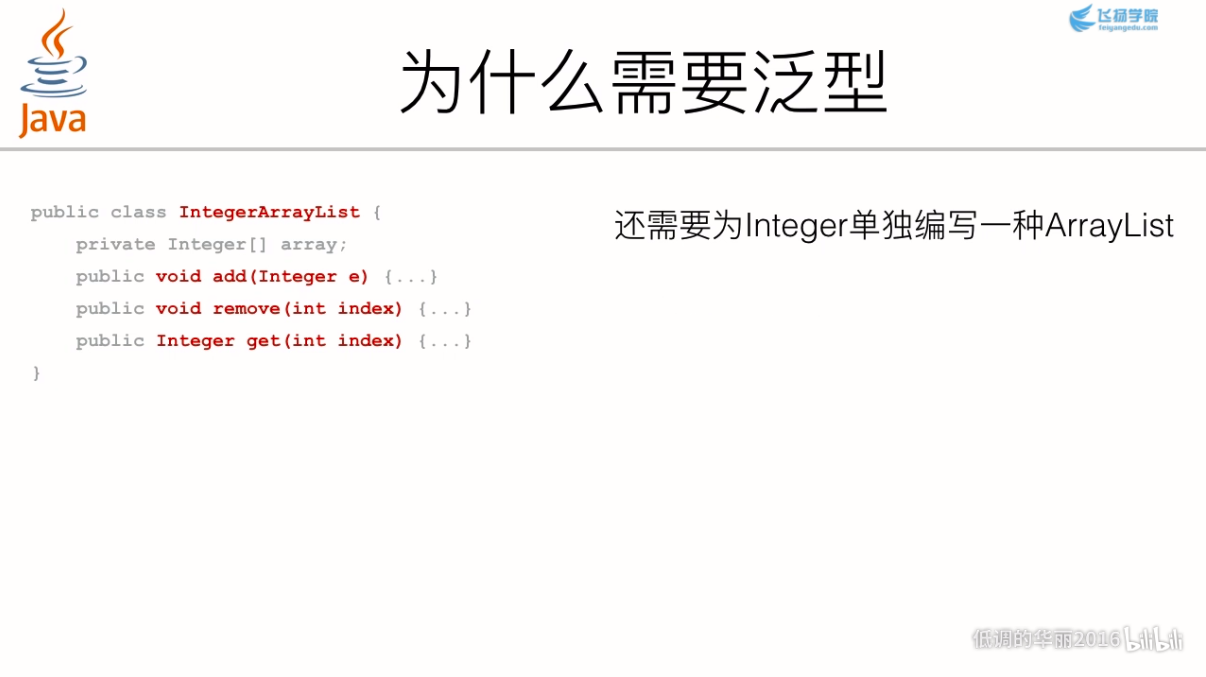 Java
飞扬学院
feiyangedu.com
为什么需要泛型
public class IntegerArrayList {
    private Integer[] array;
    public void add(Integer e) {...}
    public void remove(int index) {...}
    public Integer get(int index) {...}
}
还需要为Integer单独编写一种ArrayList
低调的华丽2016 bilibili